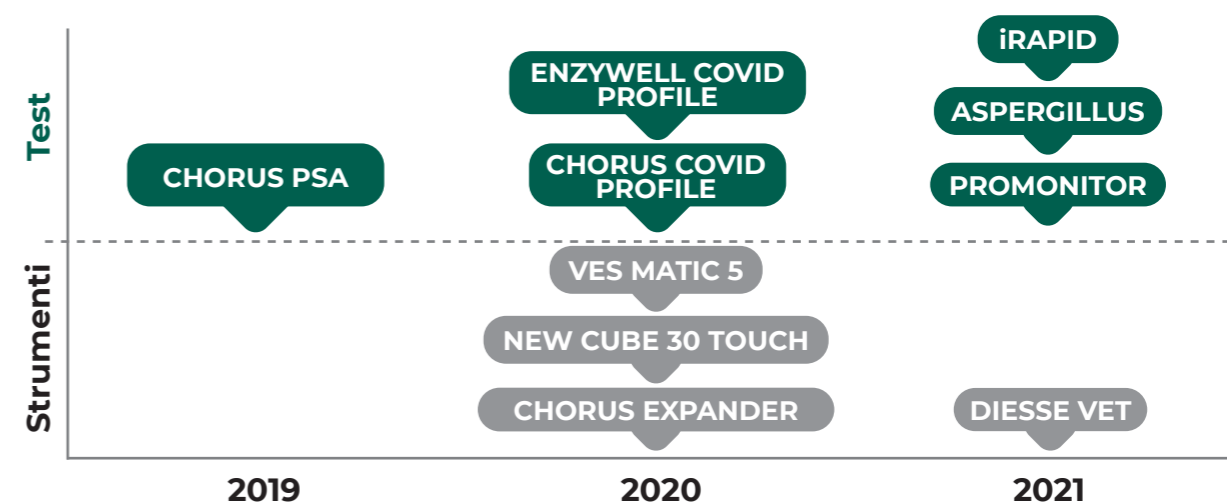 Test
iRAPID
ENZYWELL COVID
PROFILE
ASPERGILLUS
CHORUS PSA
CHORUS COVID
PROFILE
PROMONITOR
Strumenti
VES MATIC 5
NEW CUBE 30 TOUCH
CHORUS EXPANDER
DIESSE VET
2019
2020
2021